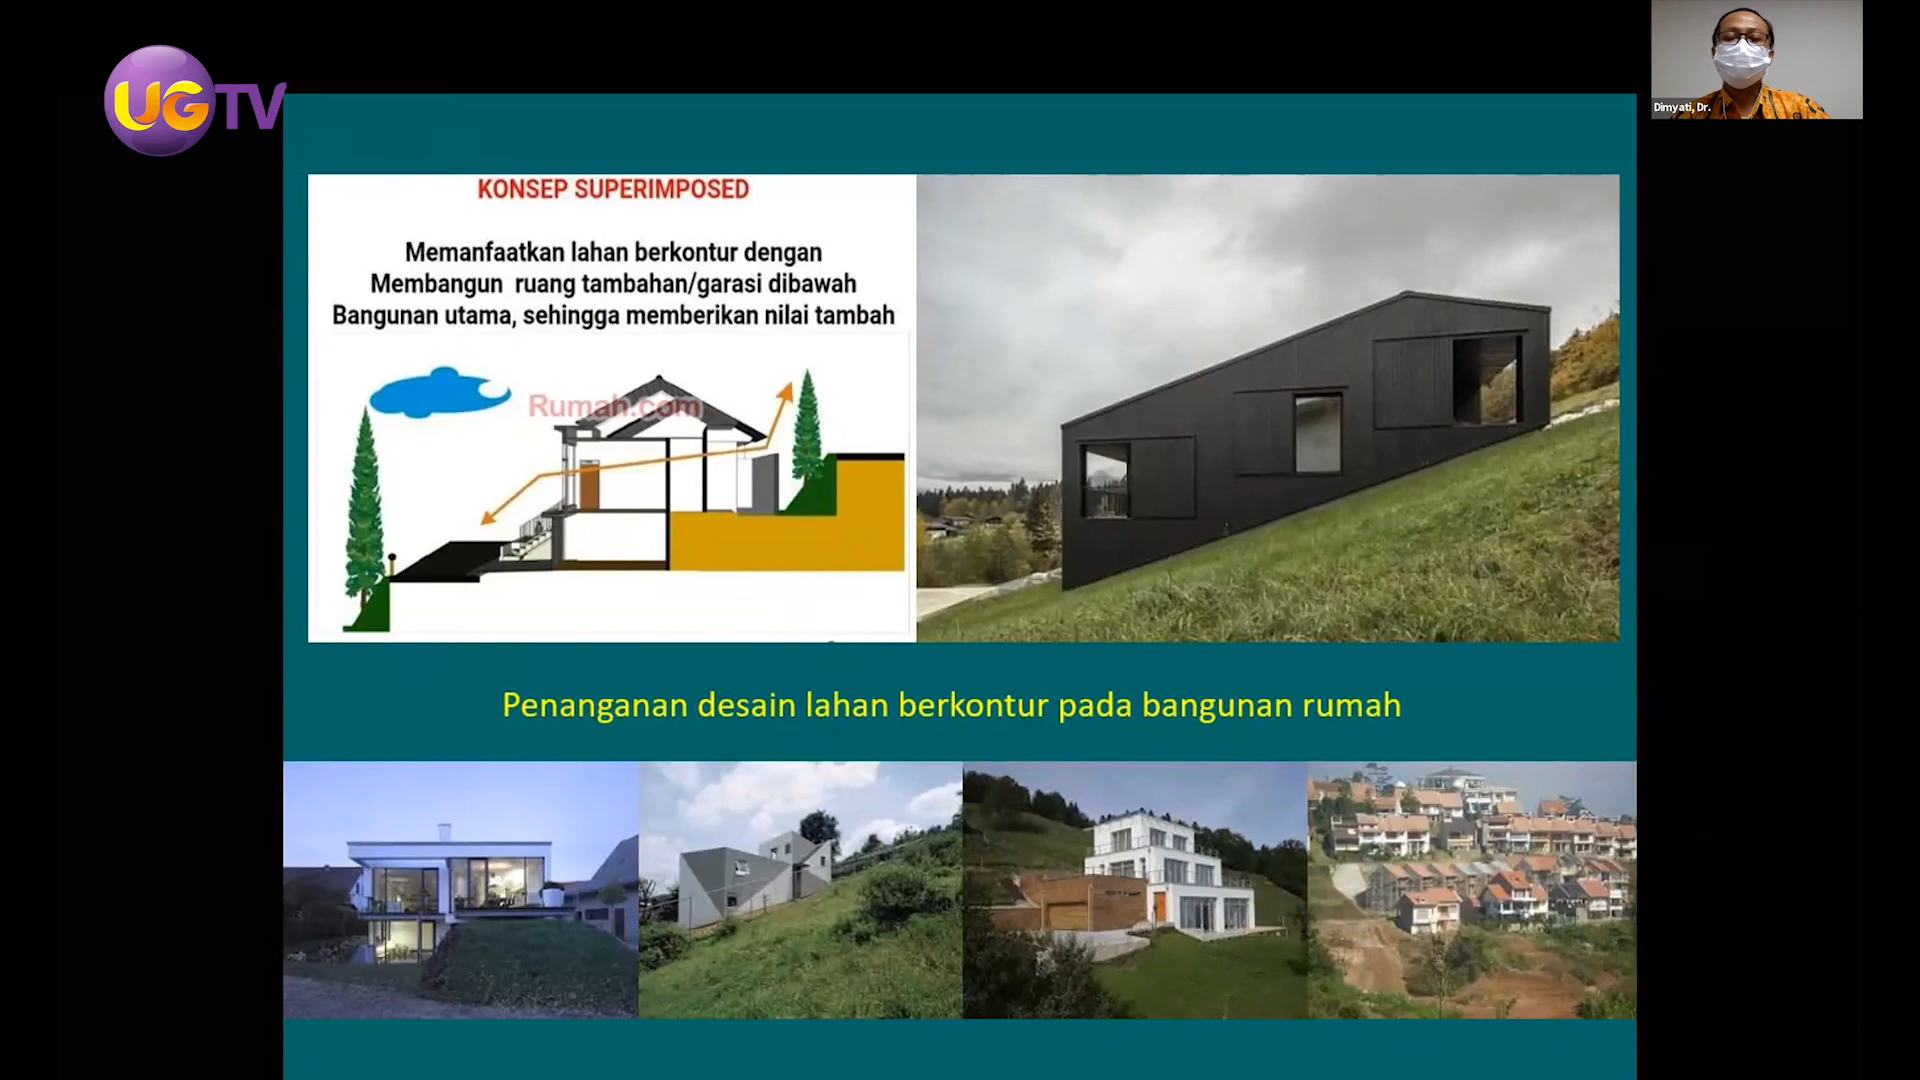 UGTV
Dimyati, Dr.
KONSEP SUPERIMPOSED
Memanfaatkan lahan berkontur dengan
Membangun ruang tambahan/garasi dibawah
Bangunan utama, sehingga memberikan nilai tambah
Rumah.com
Penanganan desain lahan berkontur pada bangunan rumah